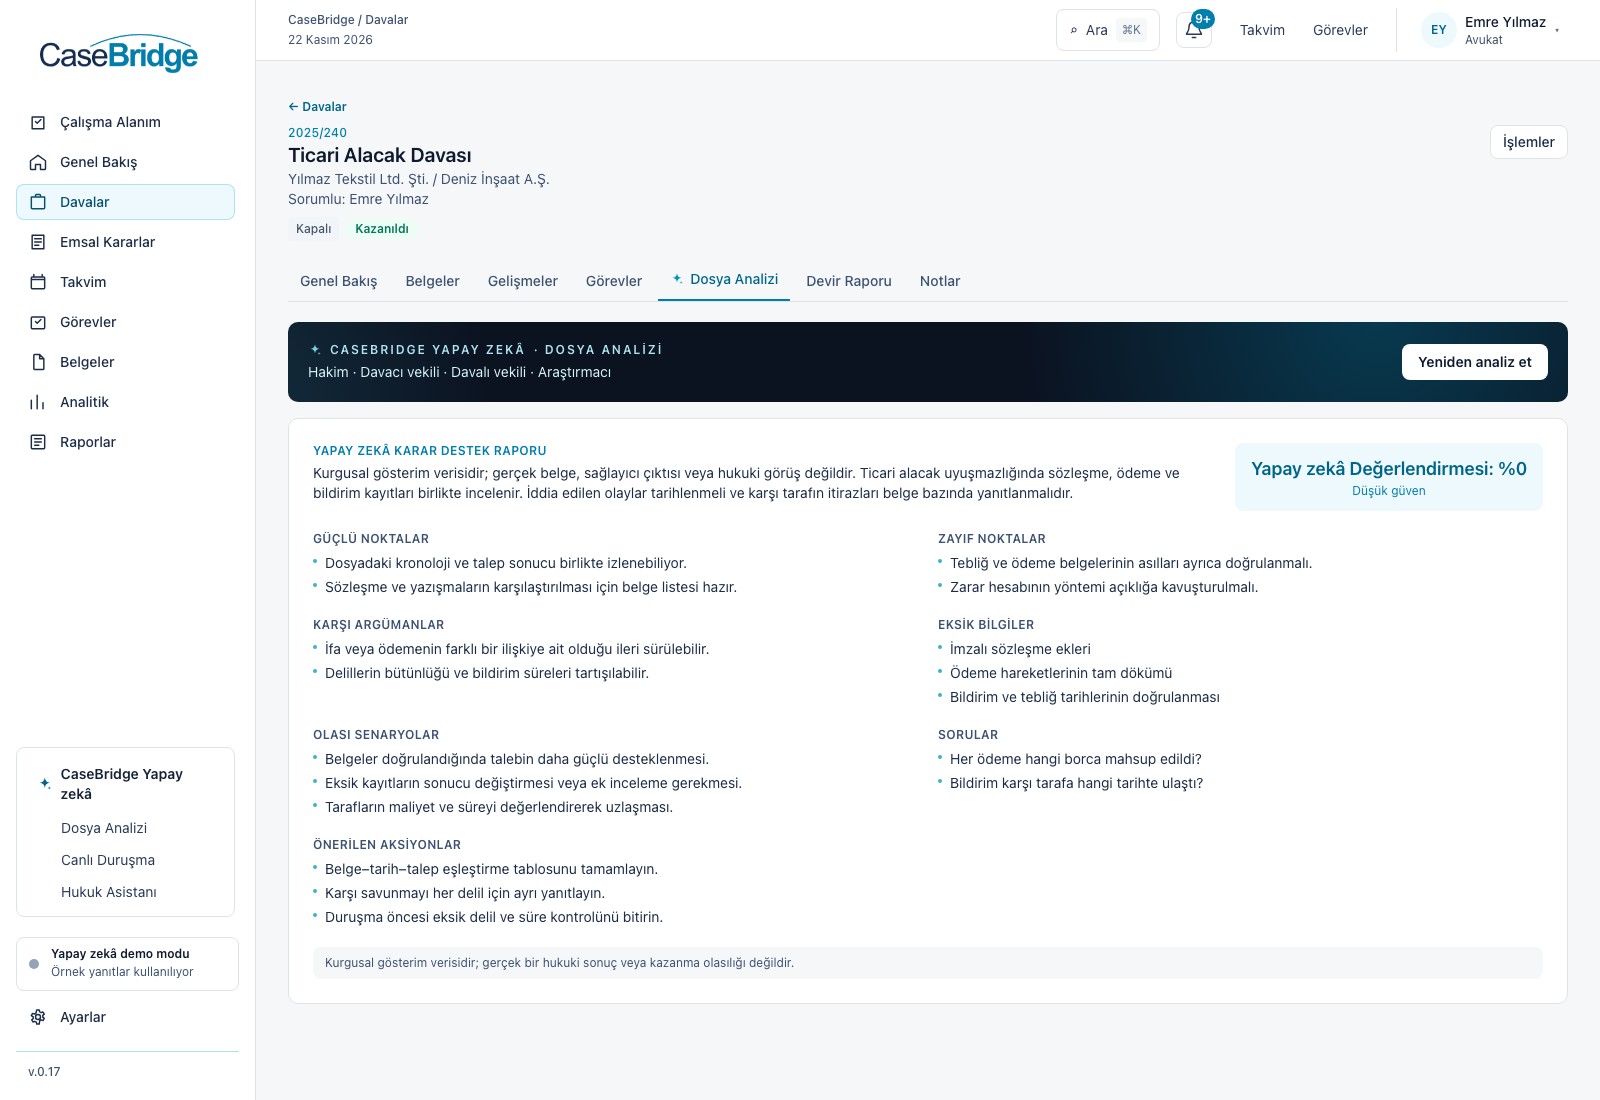 CaseBridge
Çalışma Alanım
Genel Bakış
Davalar
Emsal Kararlar
Takvim
Görevler
Belgeler
Analitik
Raporlar
CaseBridge Yapay
zekâ
Dosya Analizi
Canlı Duruşma
Hukuk Asistanı
Yapay zekâ demo modu
Örnek yanıtlar kullanılıyor
Ayarlar
v.0.17
CaseBridge / Davalar
22 Kasım 2026
Ara ⌘K
9+
Takvim
Görevler
EY
Emre Yılmaz
Avukat
← Davalar
2025/240
Ticari Alacak Davası
Yılmaz Tekstil Ltd. Şti. / Deniz İnşaat A.Ş.
Sorumlu: Emre Yılmaz
Kapalı Kazanıldı
İşlemler
Genel Bakış Belgeler Gelişmeler Görevler Dosya Analizi Devir Raporu Notlar
CASEBRIDGE YAPAY ZEKÂ · DOSYA ANALİZİ
Hakim · Davacı vekili · Davalı vekili · Araştırmacı
Yeniden analiz et
YAPAY ZEKÂ KARAR DESTEK RAPORU
Kurgusal gösterim verisidir; gerçek belge, sağlayıcı çıktısı veya hukuki görüş değildir. Ticari alacak uyuşmazlığında sözleşme, ödeme ve
bildirim kayıtları birlikte incelenir. İddia edilen olaylar tarihlenmeli ve karşı tarafın itirazları belge bazında yanıtlanmalıdır.
Yapay zekâ Değerlendirmesi: %0
Düşük güven
GÜÇLÜ NOKTALAR
• Dosyadaki kronoloji ve talep sonucu birlikte izlenebiliyor.
• Sözleşme ve yazışmaların karşılaştırılması için belge listesi hazır.
ZAYIF NOKTALAR
• Tebliğ ve ödeme belgelerinin asılları ayrıca doğrulanmalı.
• Zarar hesabının yöntemi açıklığa kavuşturulmalı.
KARŞI ARGÜMANLAR
• İfa veya ödemenin farklı bir ilişkiye ait olduğu ileri sürülebilir.
• Delillerin bütünlüğü ve bildirim süreleri tartışılabilir.
EKSİK BİLGİLER
• İmzalı sözleşme ekleri
• Ödeme hareketlerinin tam dökümü
• Bildirim ve tebliğ tarihlerinin doğrulanması
OLASI SENARYOLAR
• Belgeler doğrulandığında talebin daha güçlü desteklenmesi.
• Eksik kayıtların sonucu değiştirmesi veya ek inceleme gerekmesi.
• Tarafların maliyet ve süreyi değerlendirerek uzlaşması.
SORULAR
• Her ödeme hangi borca mahsup edildi?
• Bildirim karşı tarafa hangi tarihte ulaştı?
ÖNERİLEN AKSİYONLAR
• Belge–tarih–talep eşleştirme tablosunu tamamlayın.
• Karşı savunmayı her delil için ayrı yanıtlayın.
• Duruşma öncesi eksik delil ve süre kontrolünü bitirin.
Kurgusal gösterim verisidir; gerçek bir hukuki sonuç veya kazanma olasılığı değildir.